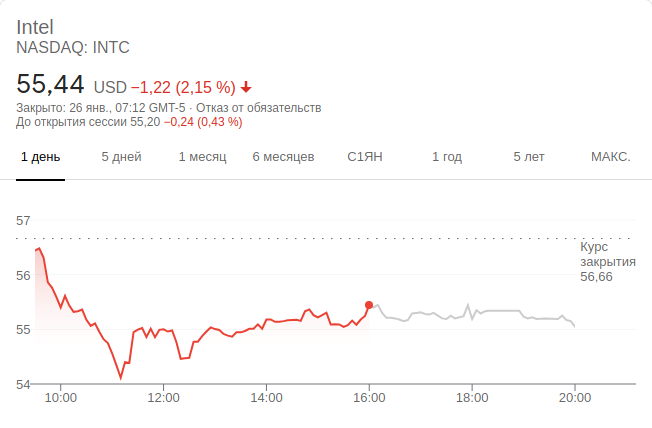 Intel
NASDAQ: INTC
55,44 USD −1,22 (2,15 %)
Закрыто: 26 янв., 07:12 GMT-5 · Отказ от обязательств
До открытия сессии 55,20 −0,24 (0,43 %)
1 день 5 дней 1 месяц 6 месяцев С1ЯН 1 год 5 лет МАКС.
57
Курс
закрытия
56,66
56
55
54
10:00 12:00 14:00 16:00 18:00 20:00